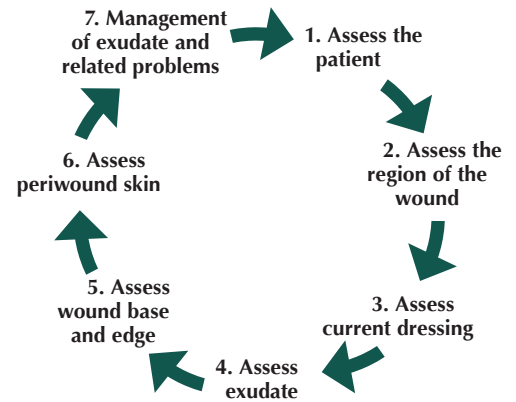 7. Management
of exudate and
related problems
1. Assess the
patient
2. Assess the
region of the
wound
3. Assess
current dressing
4. Assess
exudate
5. Assess
wound base
and edge
6. Assess
periwound skin